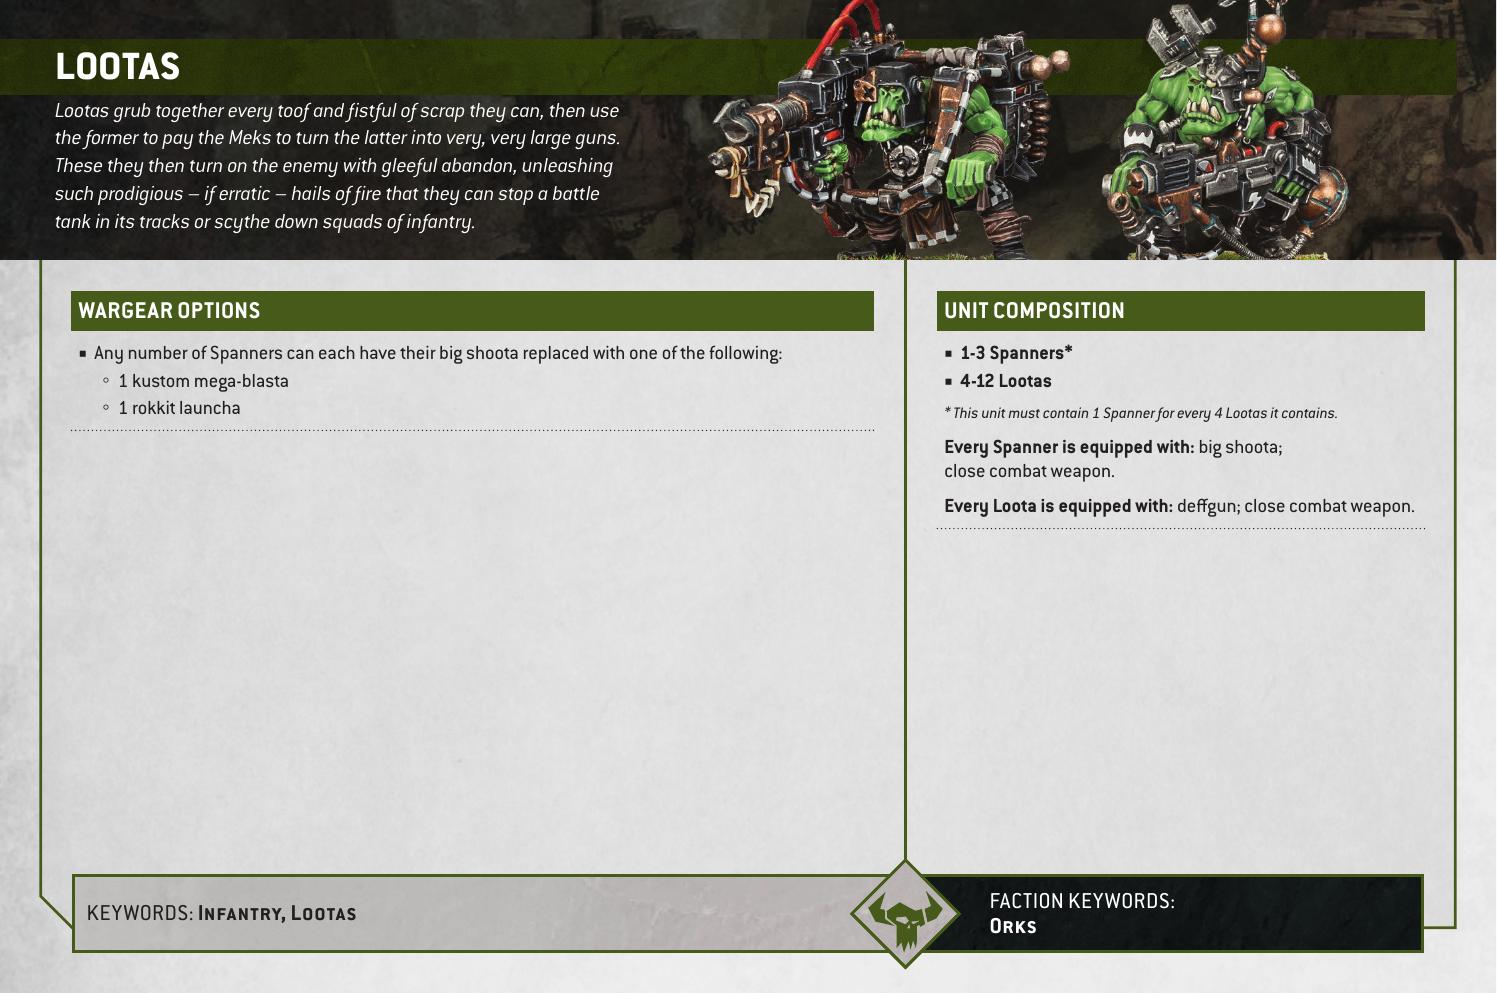 LOOTAS
Lootas grub together every toof and fistful of scrap they can, then use
the former to pay the Meks to turn the latter into very, very large guns.
These they then turn on the enemy with gleeful abandon, unleashing
such prodigious – if erratic – hails of fire that they can stop a battle
tank in its tracks or scythe down squads of infantry.
WARGEAR OPTIONS
■ Any number of Spanners can each have their big shoota replaced with one of the following:
◦ 1 kustom mega-blasta
◦ 1 rokkit launcha
UNIT COMPOSITION
■ 1-3 Spanners*
■ 4-12 Lootas
* This unit must contain 1 Spanner for every 4 Lootas it contains.
Every Spanner is equipped with: big shoota;
close combat weapon.
Every Loota is equipped with: deffgun; close combat weapon.
KEYWORDS: Infantry, Lootas
FACTION KEYWORDS:
Orks